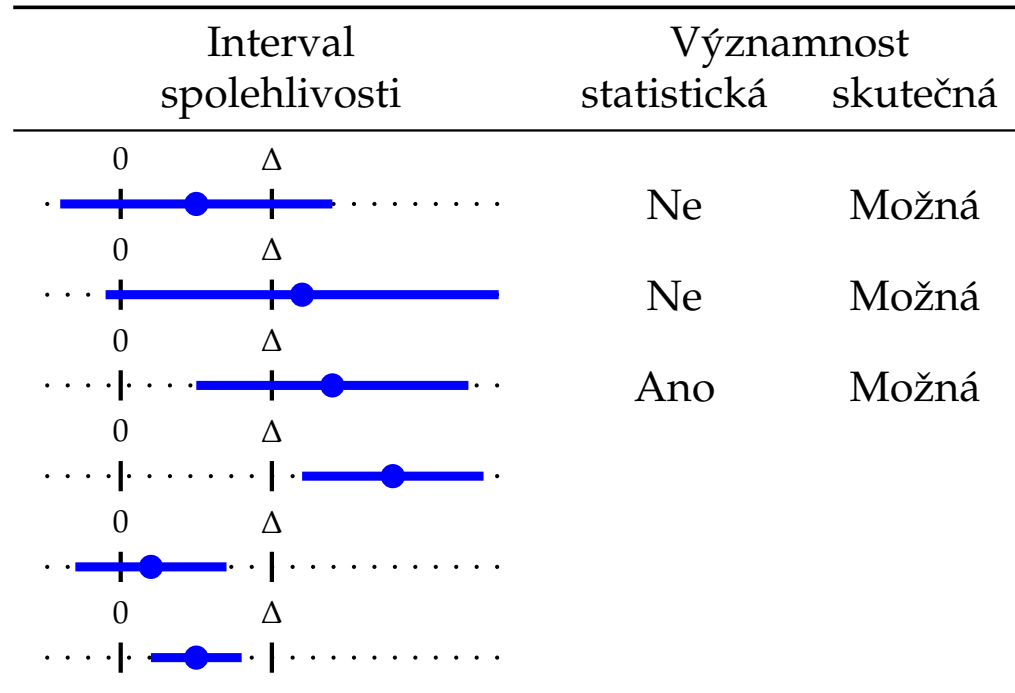 Interval Významnost
spolehlivosti statistická skutečná
0 Δ
Ne Možná
0 Δ
Ne Možná
0 Δ
Ano Možná
0 Δ
0 Δ
0 Δ